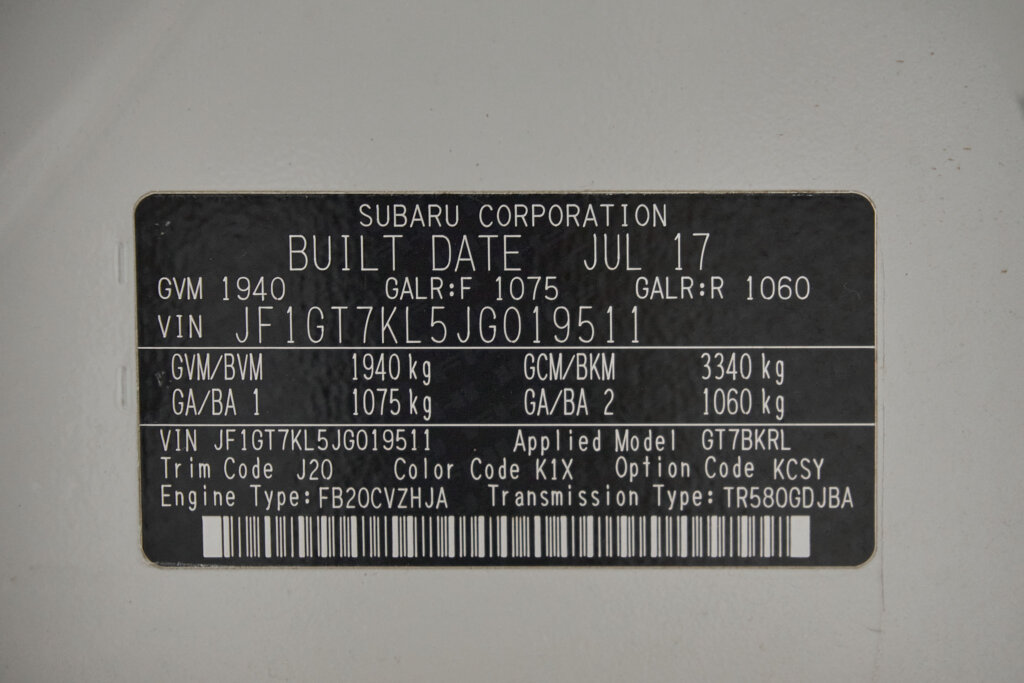 SUBARU CORPORATION
BUILT DATE JUL 17
GVM 1940 GALR:F 1075 GALR:R 1060
VIN JF1GT7KL5JG019511
GVM/BVM 1940 kg GCM/BKM 3340 kg
GA/BA 1 1075 kg GA/BA 2 1060 kg
VIN JF1GT7KL5JG019511 Applied Model GT7BKRL
Trim Code J20 Color Code K1X Option Code KCSY
Engine Type: FB20CVZHJA Transmission Type: TR580GDJBA